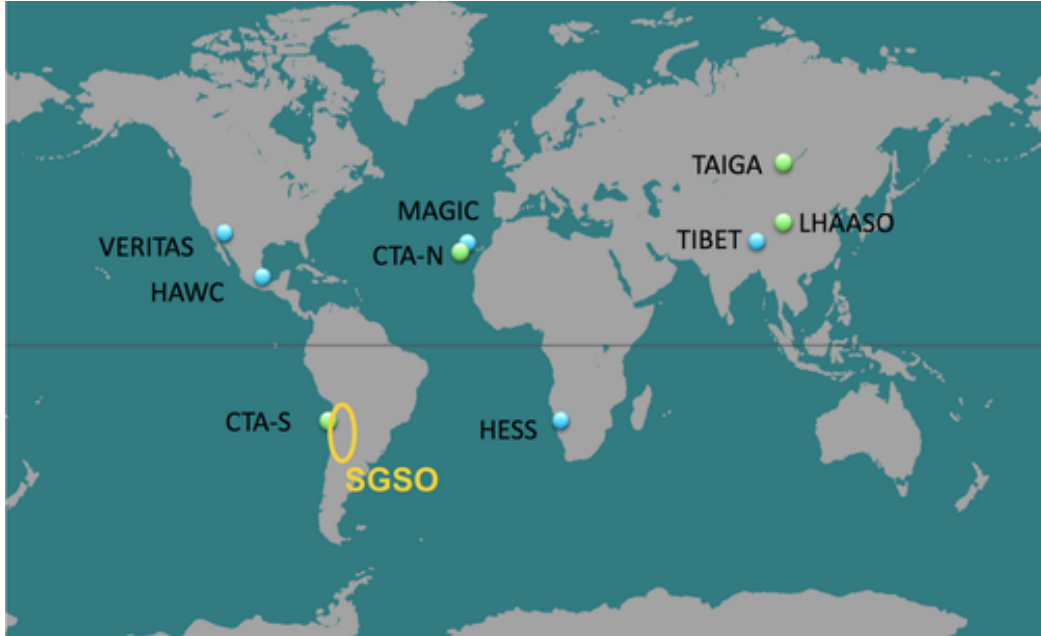 TAIGA
MAGIC
LHAASO
VERITAS
CTA-N
TIBET
HAWC
CTA-S
HESS
SGSO